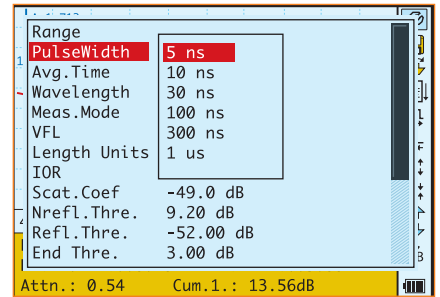 Range
PulseWidth 5 ns
Avg.Time 10 ns
Wavelength 30 ns
Meas.Mode 100 ns
VFL 300 ns
Length Units 1 us
IOR
Scat.Coef -49.0 dB
Nrefl.Thre. 9.20 dB
Refl.Thre. -52.00 dB
End Thre. 3.00 dB
Attn.: 0.54 Cum.1.: 13.56dB